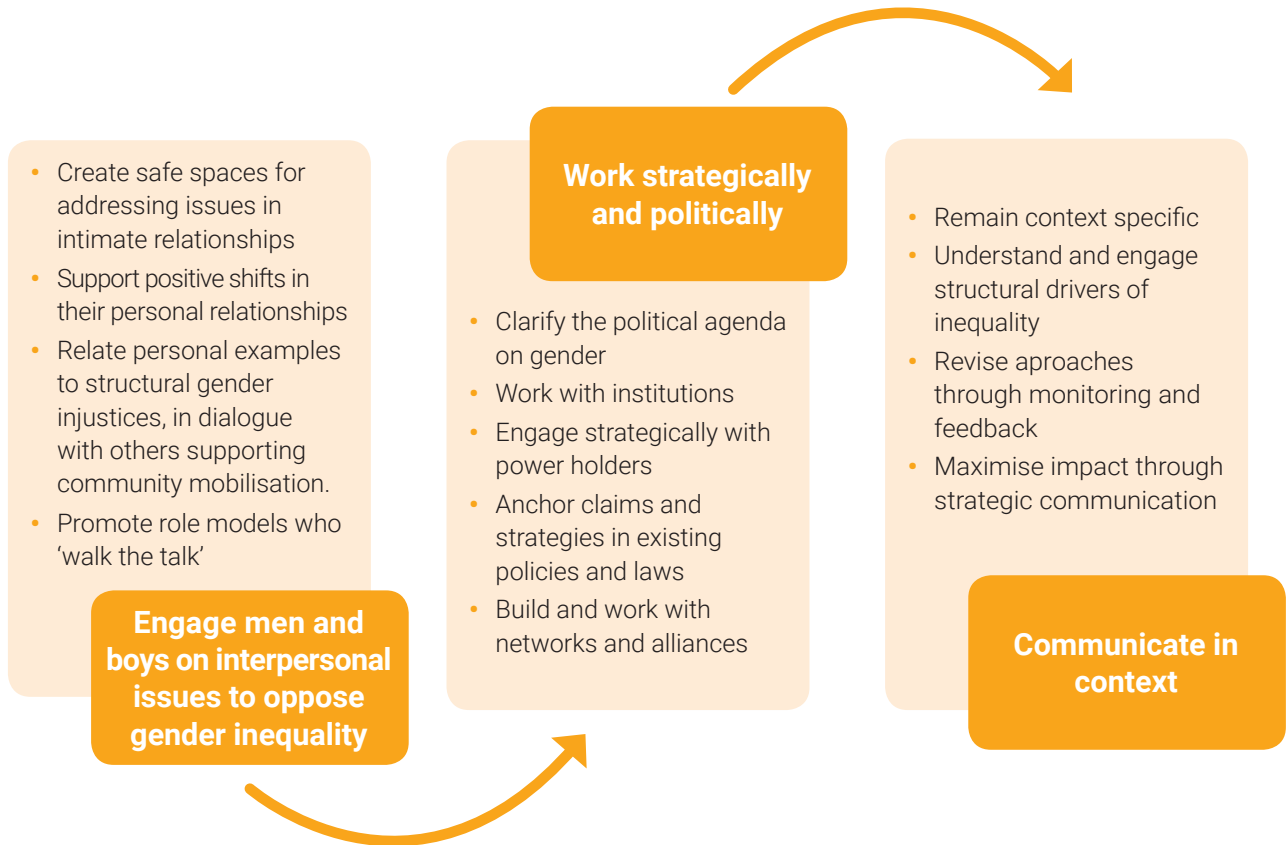 • Create safe spaces for
addressing issues in
intimate relationships
• Support positive shifts in
their personal relationships
• Relate personal examples
to structural gender
injustices, in dialogue
with others supporting
community mobilisation.
• Promote role models who
‘walk the talk’
Engage men and
boys on interpersonal
issues to oppose
gender inequality
Work strategically
and politically
• Clarify the political agenda
on gender
• Work with institutions
• Engage strategically with
power holders
• Anchor claims and
strategies in existing
policies and laws
• Build and work with
networks and alliances
• Remain context specific
• Understand and engage
structural drivers of
inequality
• Revise aproaches
through monitoring and
feedback
• Maximise impact through
strategic communication
Communicate in
context